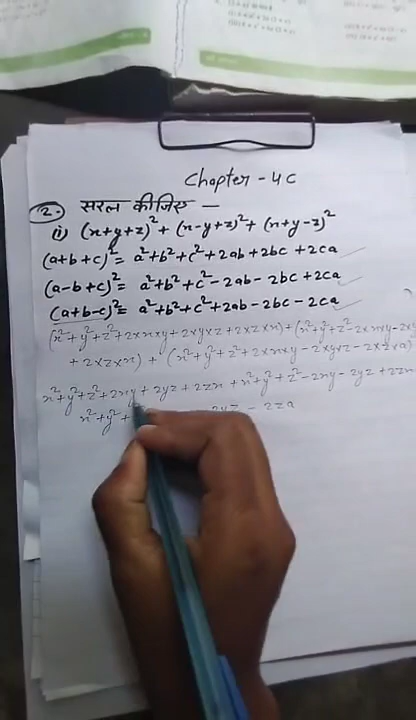 Chapter - 4C
2. सरल कीजिए -
i) (x+y+z)² + (x-y+z)² + (x+y-z)²
(a+b+c)² = a²+b²+c²+2ab+2bc+2ca
(a-b+c)² = a²+b²+c²-2ab-2bc+2ca
(a+b-c)² = a²+b²+c²+2ab-2bc-2ca
(x²+y²+z²+2×x×y+2×y×z+2×z×x)+(x²+y²+z²-2×x×y-2×y
+2×z×x) + (x²+y²+z²+2×x×y-2×y×z-2×z×x)
x²+y²+z²+2xy+2yz+2zx+x²+y²+z²-2xy-2yz+2zx
x²+y²+ 2yz - 2zx